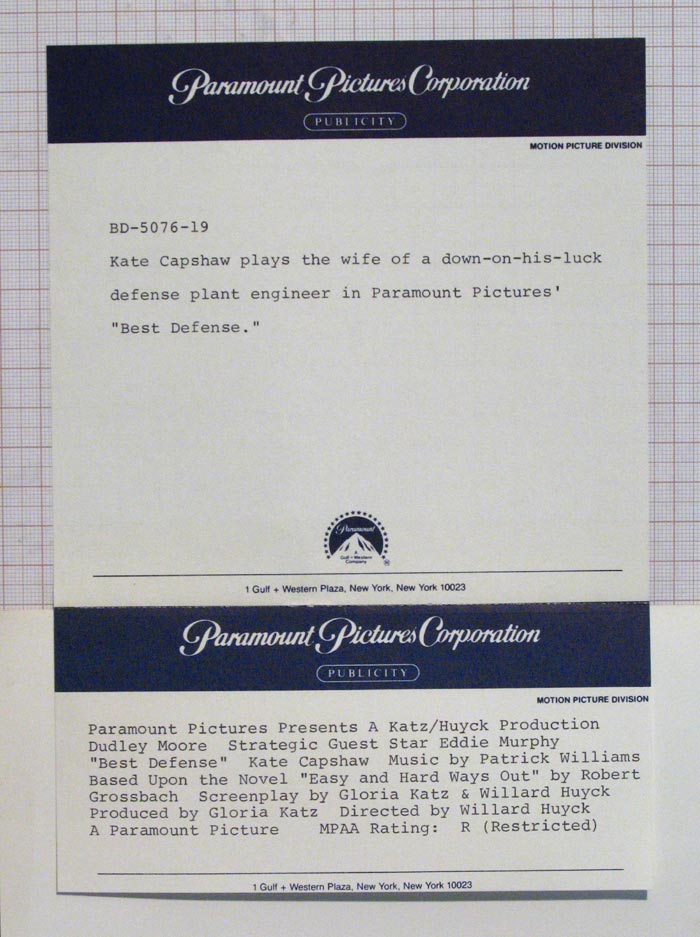 Paramount Pictures Corporation
PUBLICITY
MOTION PICTURE DIVISION
BD-5076-19
Kate Capshaw plays the wife of a down-on-his-luck
defense plant engineer in Paramount Pictures'
"Best Defense."
Paramount
A
Gulf + Western
Company
®
1 Gulf + Western Plaza, New York, New York 10023
Paramount Pictures Corporation
PUBLICITY
MOTION PICTURE DIVISION
Paramount Pictures Presents A Katz/Huyck Production
Dudley Moore  Strategic Guest Star Eddie Murphy
"Best Defense"  Kate Capshaw  Music by Patrick Williams
Based Upon the Novel "Easy and Hard Ways Out" by Robert
Grossbach  Screenplay by Gloria Katz & Willard Huyck
Produced by Gloria Katz  Directed by Willard Huyck
A Paramount Picture    MPAA Rating:  R (Restricted)
1 Gulf + Western Plaza, New York, New York 10023